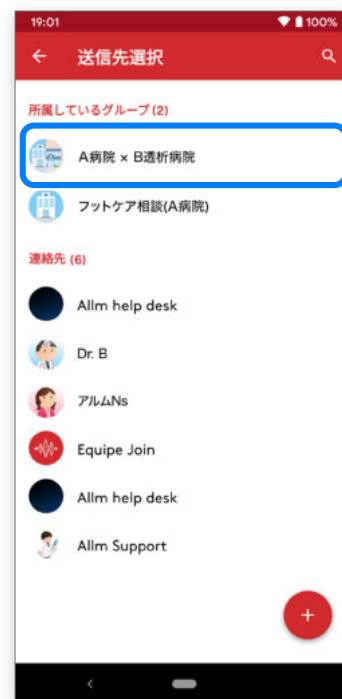 19:01 100%
送信先選択
所属しているグループ (2)
A病院 × B透析病院
フットケア相談(A病院)
連絡先 (6)
Allm help desk
Dr. B
アルムNs
Equipe Join
Allm help desk
Allm Support